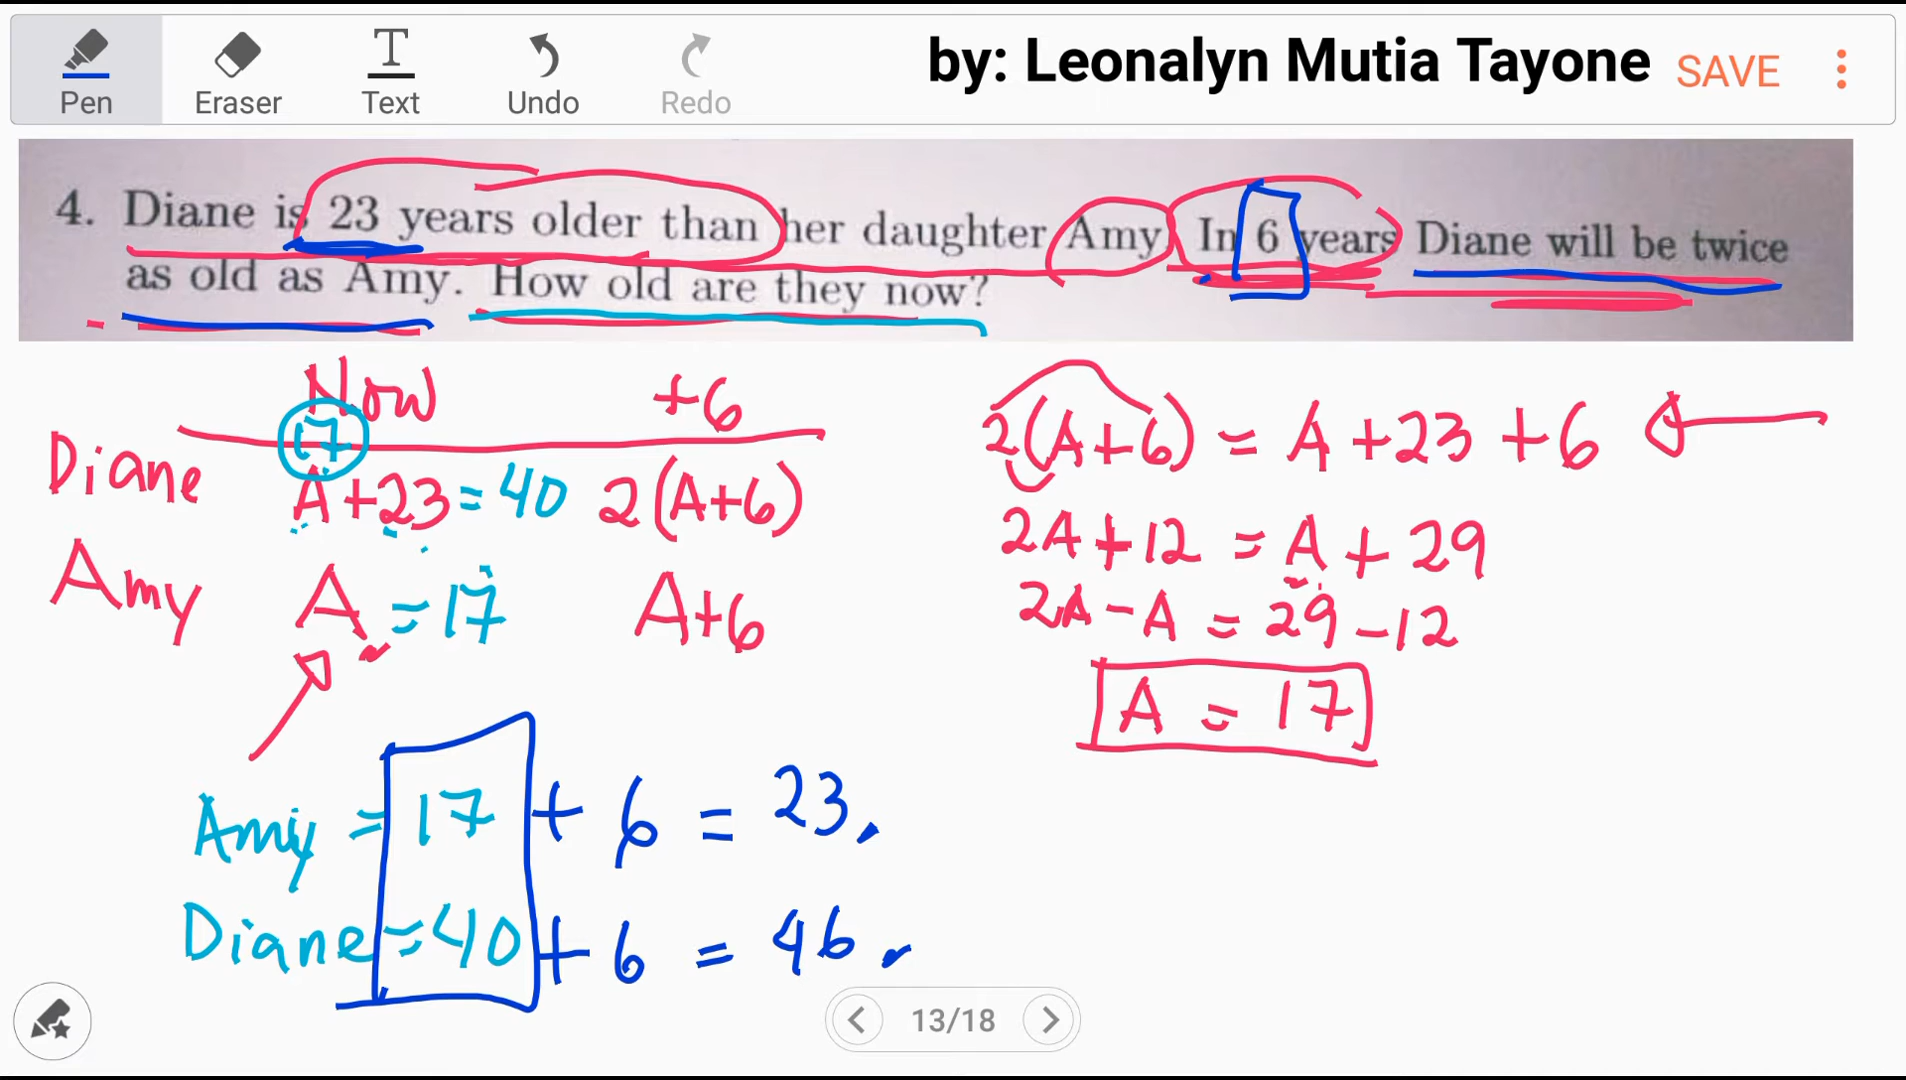 Pen Eraser Text Undo Redo by: Leonalyn Mutia Tayone SAVE
4. Diane is 23 years older than her daughter Amy. In 6 years Diane will be twice
as old as Amy. How old are they now?
Now +6
17
Diane A+23=40 2(A+6)
Amy A=17 A+6
2(A+6) = A+23+6
2A+12 = A+29
2A-A = 29-12
A = 17
Amy =17 + 6 = 23.
Diane =40 + 6 = 46.
13/18